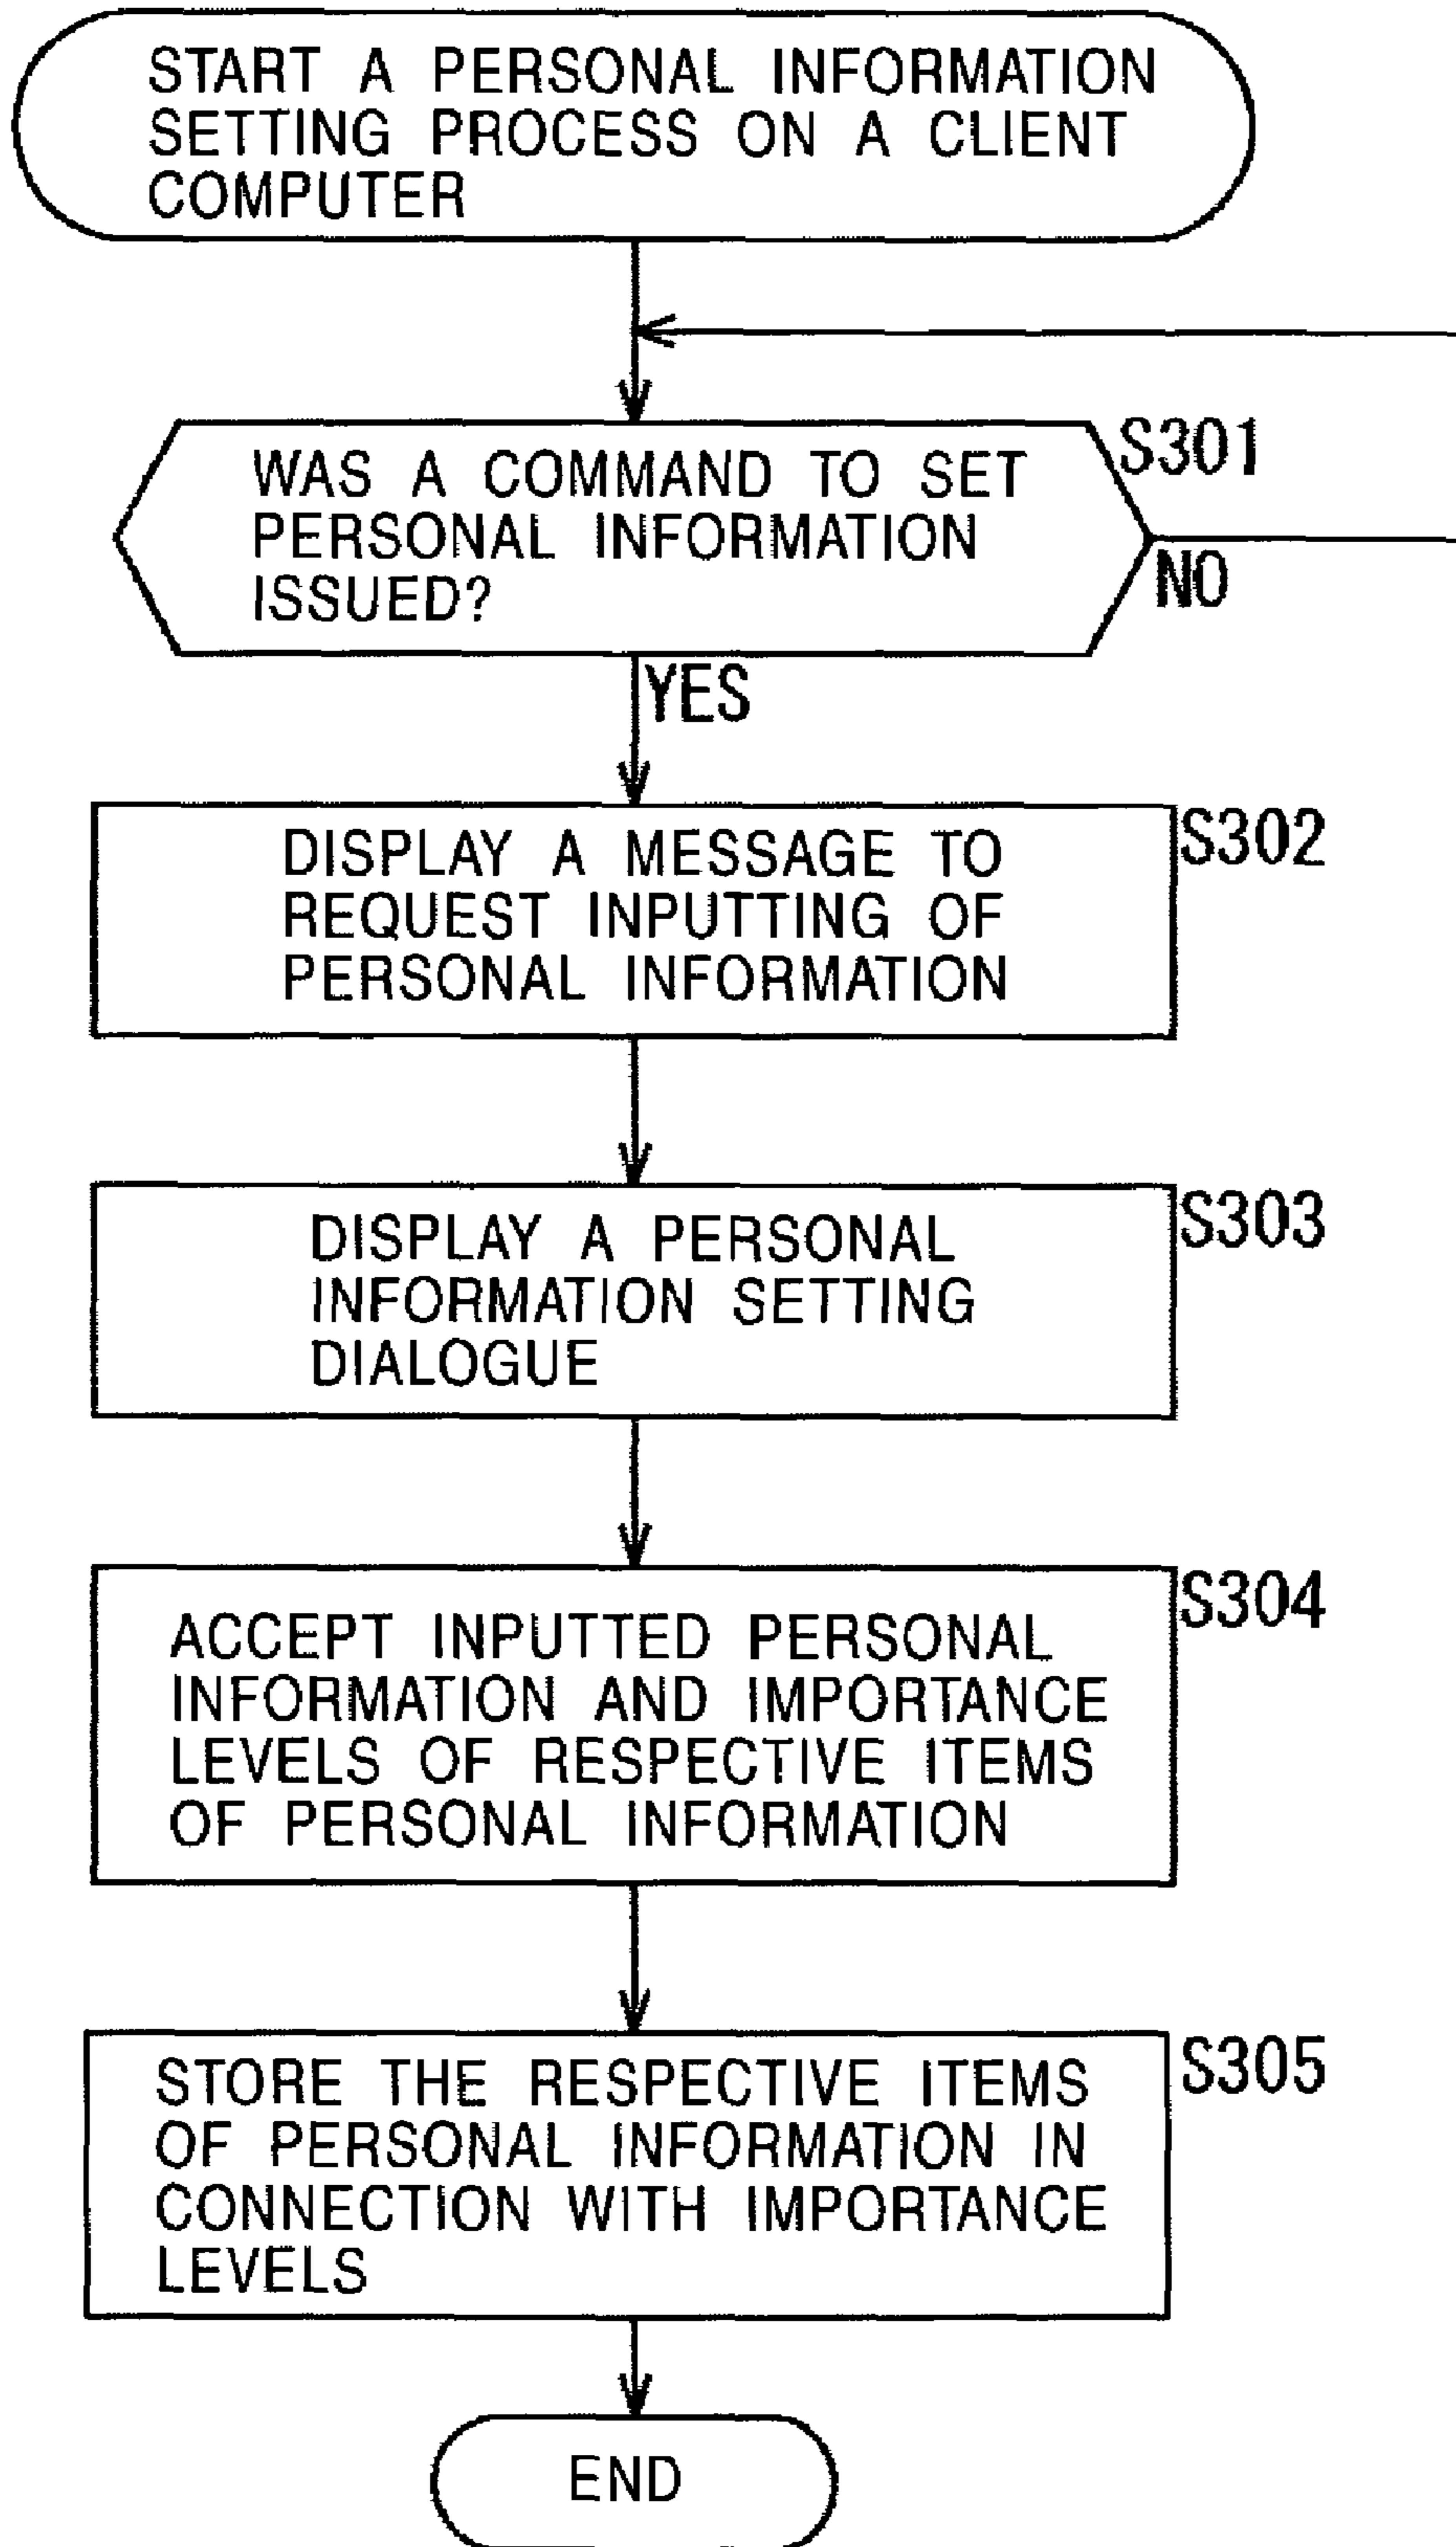 START A PERSONAL INFORMATION
SETTING PROCESS ON A CLIENT
COMPUTER
WAS A COMMAND TO SET
PERSONAL INFORMATION
ISSUED?
S301
NO
YES
DISPLAY A MESSAGE TO
REQUEST INPUTTING OF
PERSONAL INFORMATION
S302
DISPLAY A PERSONAL
INFORMATION SETTING
DIALOGUE
S303
ACCEPT INPUTTED PERSONAL
INFORMATION AND IMPORTANCE
LEVELS OF RESPECTIVE ITEMS
OF PERSONAL INFORMATION
S304
STORE THE RESPECTIVE ITEMS
OF PERSONAL INFORMATION IN
CONNECTION WITH IMPORTANCE
LEVELS
S305
END